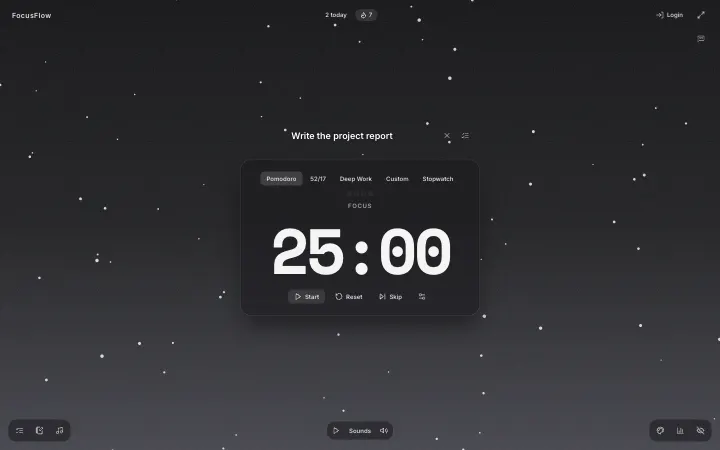 FocusFlow
2 today
7
Login
Write the project report
Pomodoro
52/17
Deep Work
Custom
Stopwatch
FOCUS
25:00
Start
Reset
Skip
Sounds